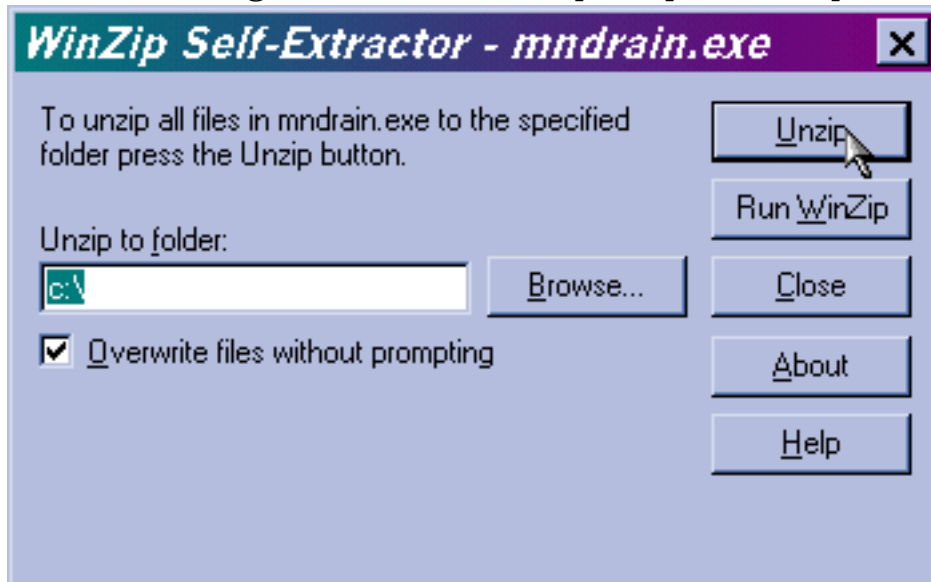 WinZip Self-Extractor - mndrain.exe
To unzip all files in mndrain.exe to the specified
folder press the Unzip button.
Unzip to folder:
c:\
Browse...
Overwrite files without prompting
Unzip
Run WinZip
Close
About
Help